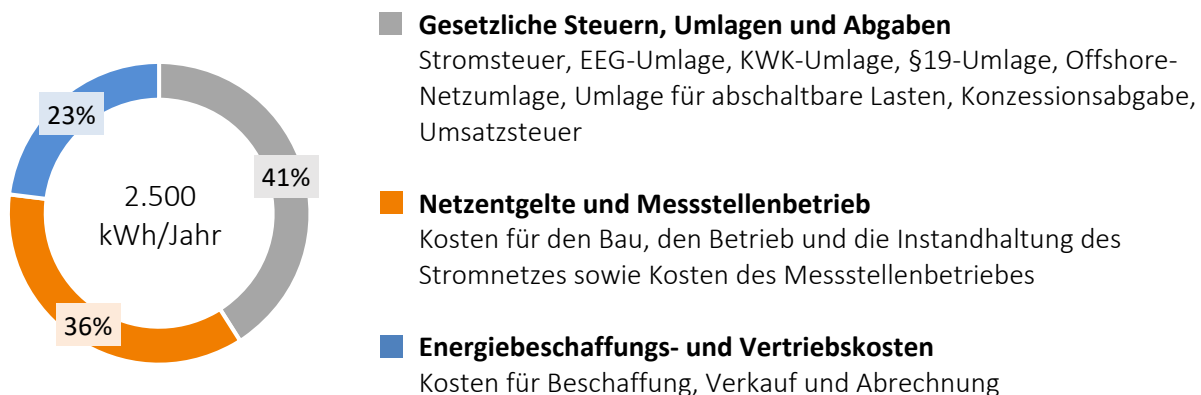 23%
41%
36%
2.500
kWh/Jahr
Gesetzliche Steuern, Umlagen und Abgaben
Stromsteuer, EEG-Umlage, KWK-Umlage, §19-Umlage, Offshore-
Netzumlage, Umlage für abschaltbare Lasten, Konzessionsabgabe,
Umsatzsteuer
Netzentgelte und Messstellenbetrieb
Kosten für den Bau, den Betrieb und die Instandhaltung des
Stromnetzes sowie Kosten des Messstellenbetriebes
Energiebeschaffungs- und Vertriebskosten
Kosten für Beschaffung, Verkauf und Abrechnung